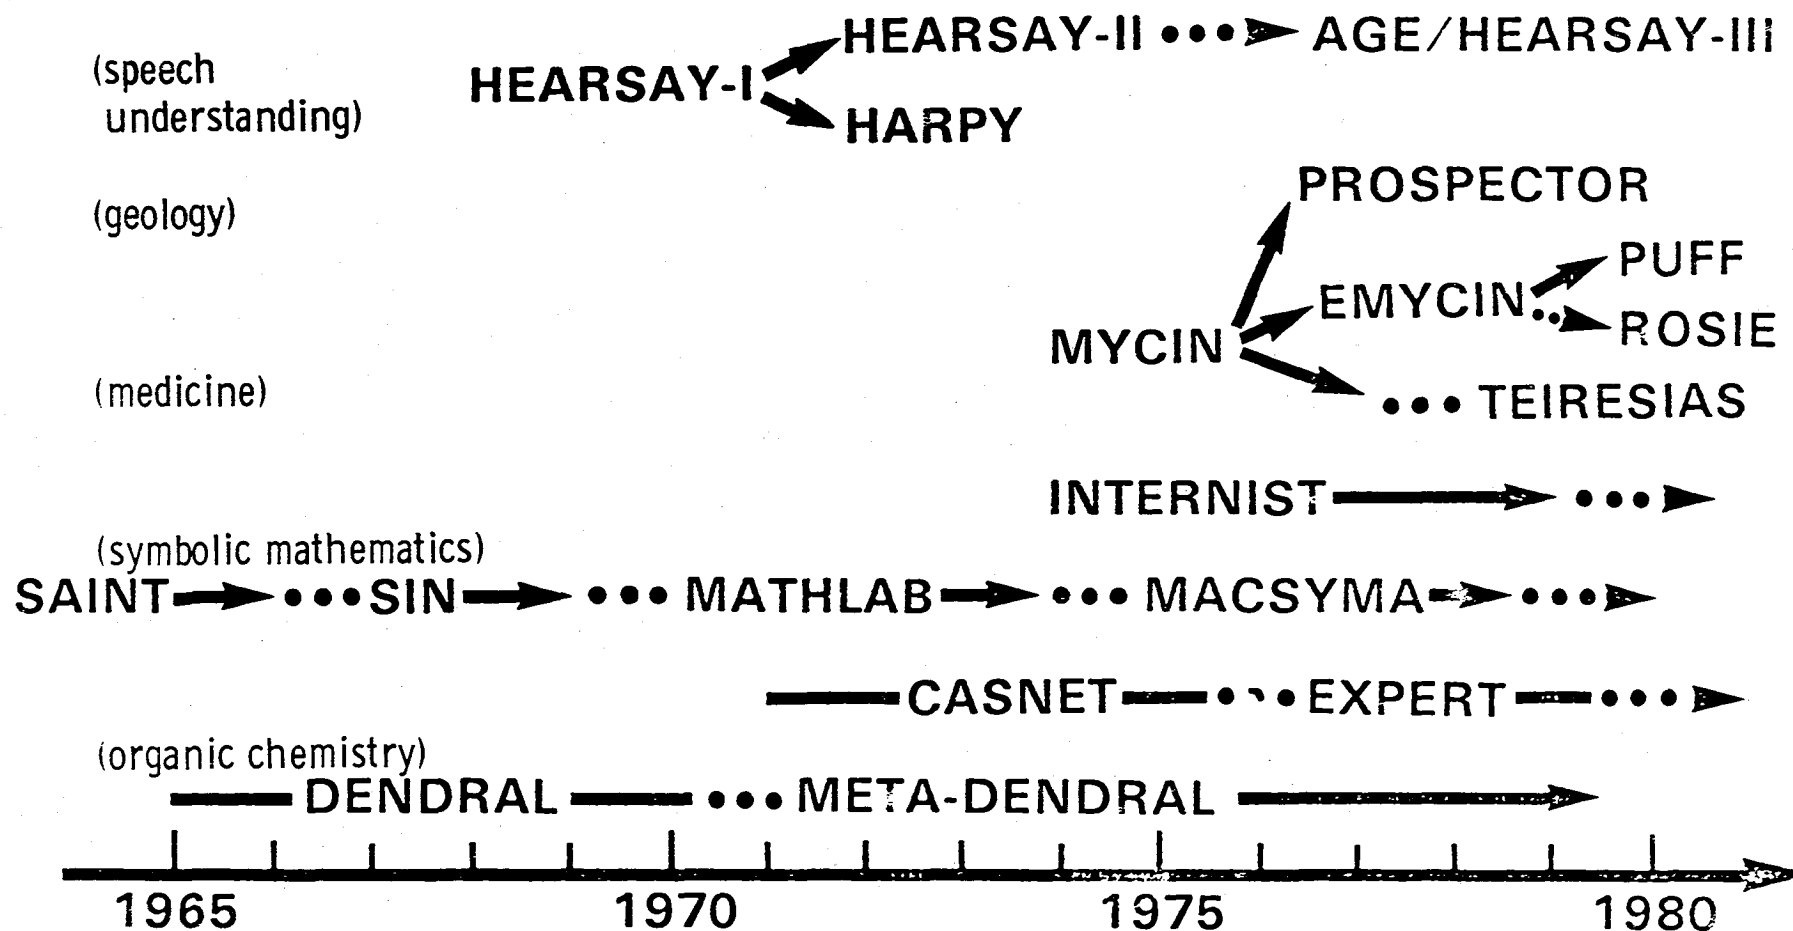 HEARSAY-II ••• AGE/HEARSAY-III
(speech
HEARSAY-I
understanding)
HARPY
PROSPECTOR
(geology)
PUFF
EMYCIN
ROSIE
MYCIN
(medicine)
••• TEIRESIAS
INTERNIST •••
(symbolic mathematics)
SAINT ••• SIN ••• MATHLAB ••• MACSYMA •••
CASNET ••• EXPERT •••
(organic chemistry)
DENDRAL ••• META-DENDRAL
1965 1970 1975 1980